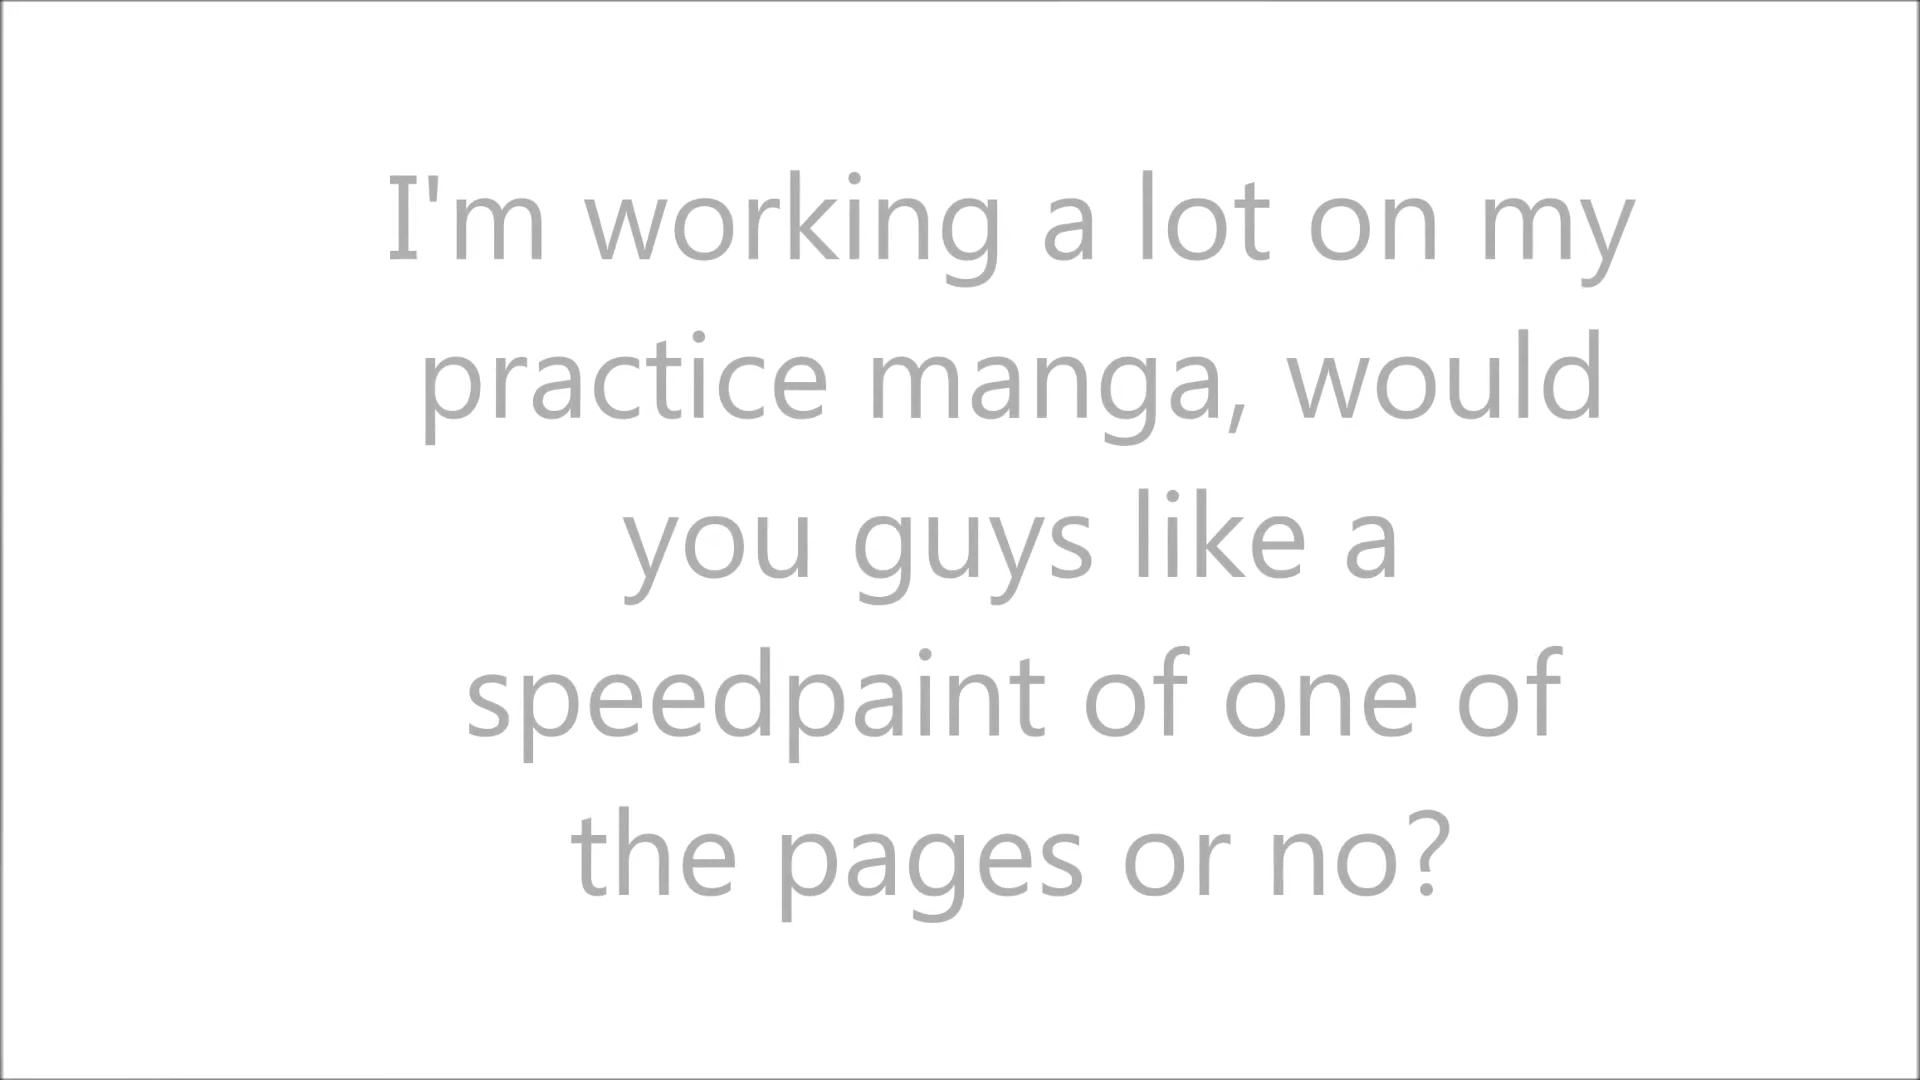 I'm working a lot on my
practice manga, would
you guys like a
speedpaint of one of
the pages or no?